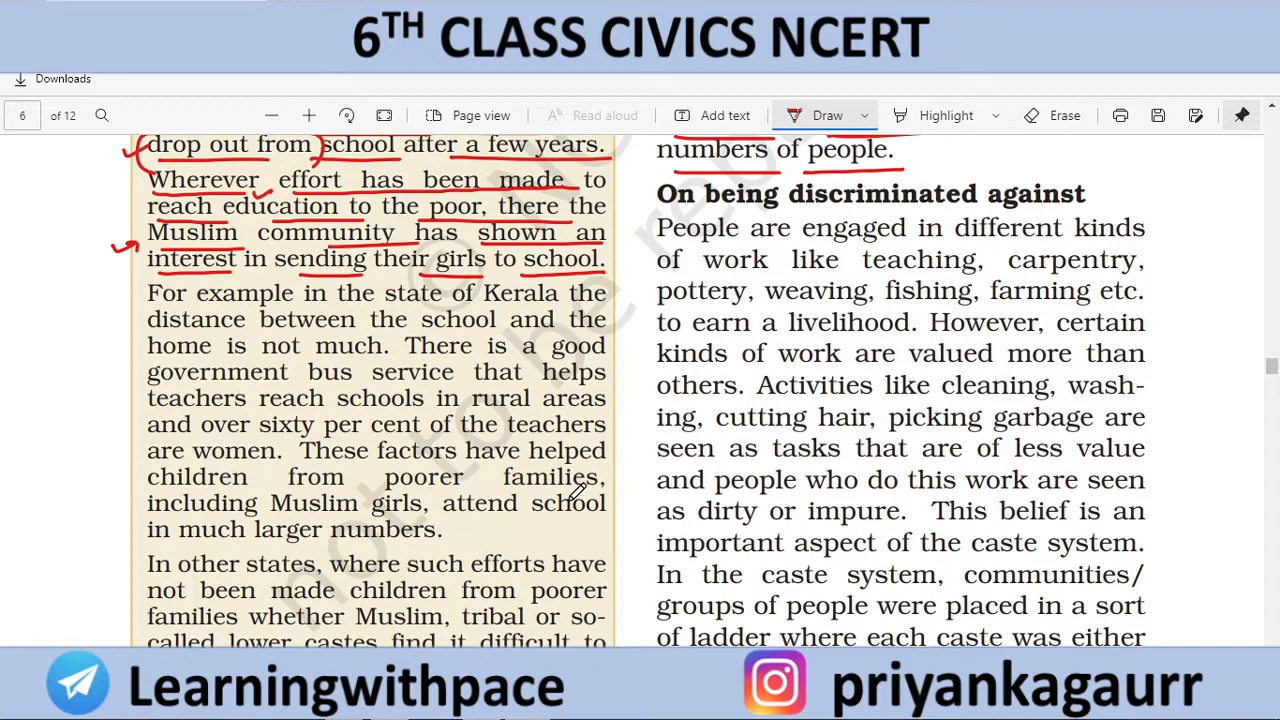 6TH CLASS CIVICS NCERT
Downloads
6 of 12 Page view Read aloud Add text Draw Highlight Erase
drop out from school after a few years.
Wherever effort has been made to
reach education to the poor, there the
Muslim community has shown an
interest in sending their girls to school.
For example in the state of Kerala the
distance between the school and the
home is not much. There is a good
government bus service that helps
teachers reach schools in rural areas
and over sixty per cent of the teachers
are women. These factors have helped
children from poorer families,
including Muslim girls, attend school
in much larger numbers.
In other states, where such efforts have
not been made children from poorer
families whether Muslim, tribal or so-
called lower castes find it difficult to
numbers of people.
On being discriminated against
People are engaged in different kinds
of work like teaching, carpentry,
pottery, weaving, fishing, farming etc.
to earn a livelihood. However, certain
kinds of work are valued more than
others. Activities like cleaning, wash-
ing, cutting hair, picking garbage are
seen as tasks that are of less value
and people who do this work are seen
as dirty or impure. This belief is an
important aspect of the caste system.
In the caste system, communities/
groups of people were placed in a sort
of ladder where each caste was either
not to be rep
Learningwithpace
priyankagaurr